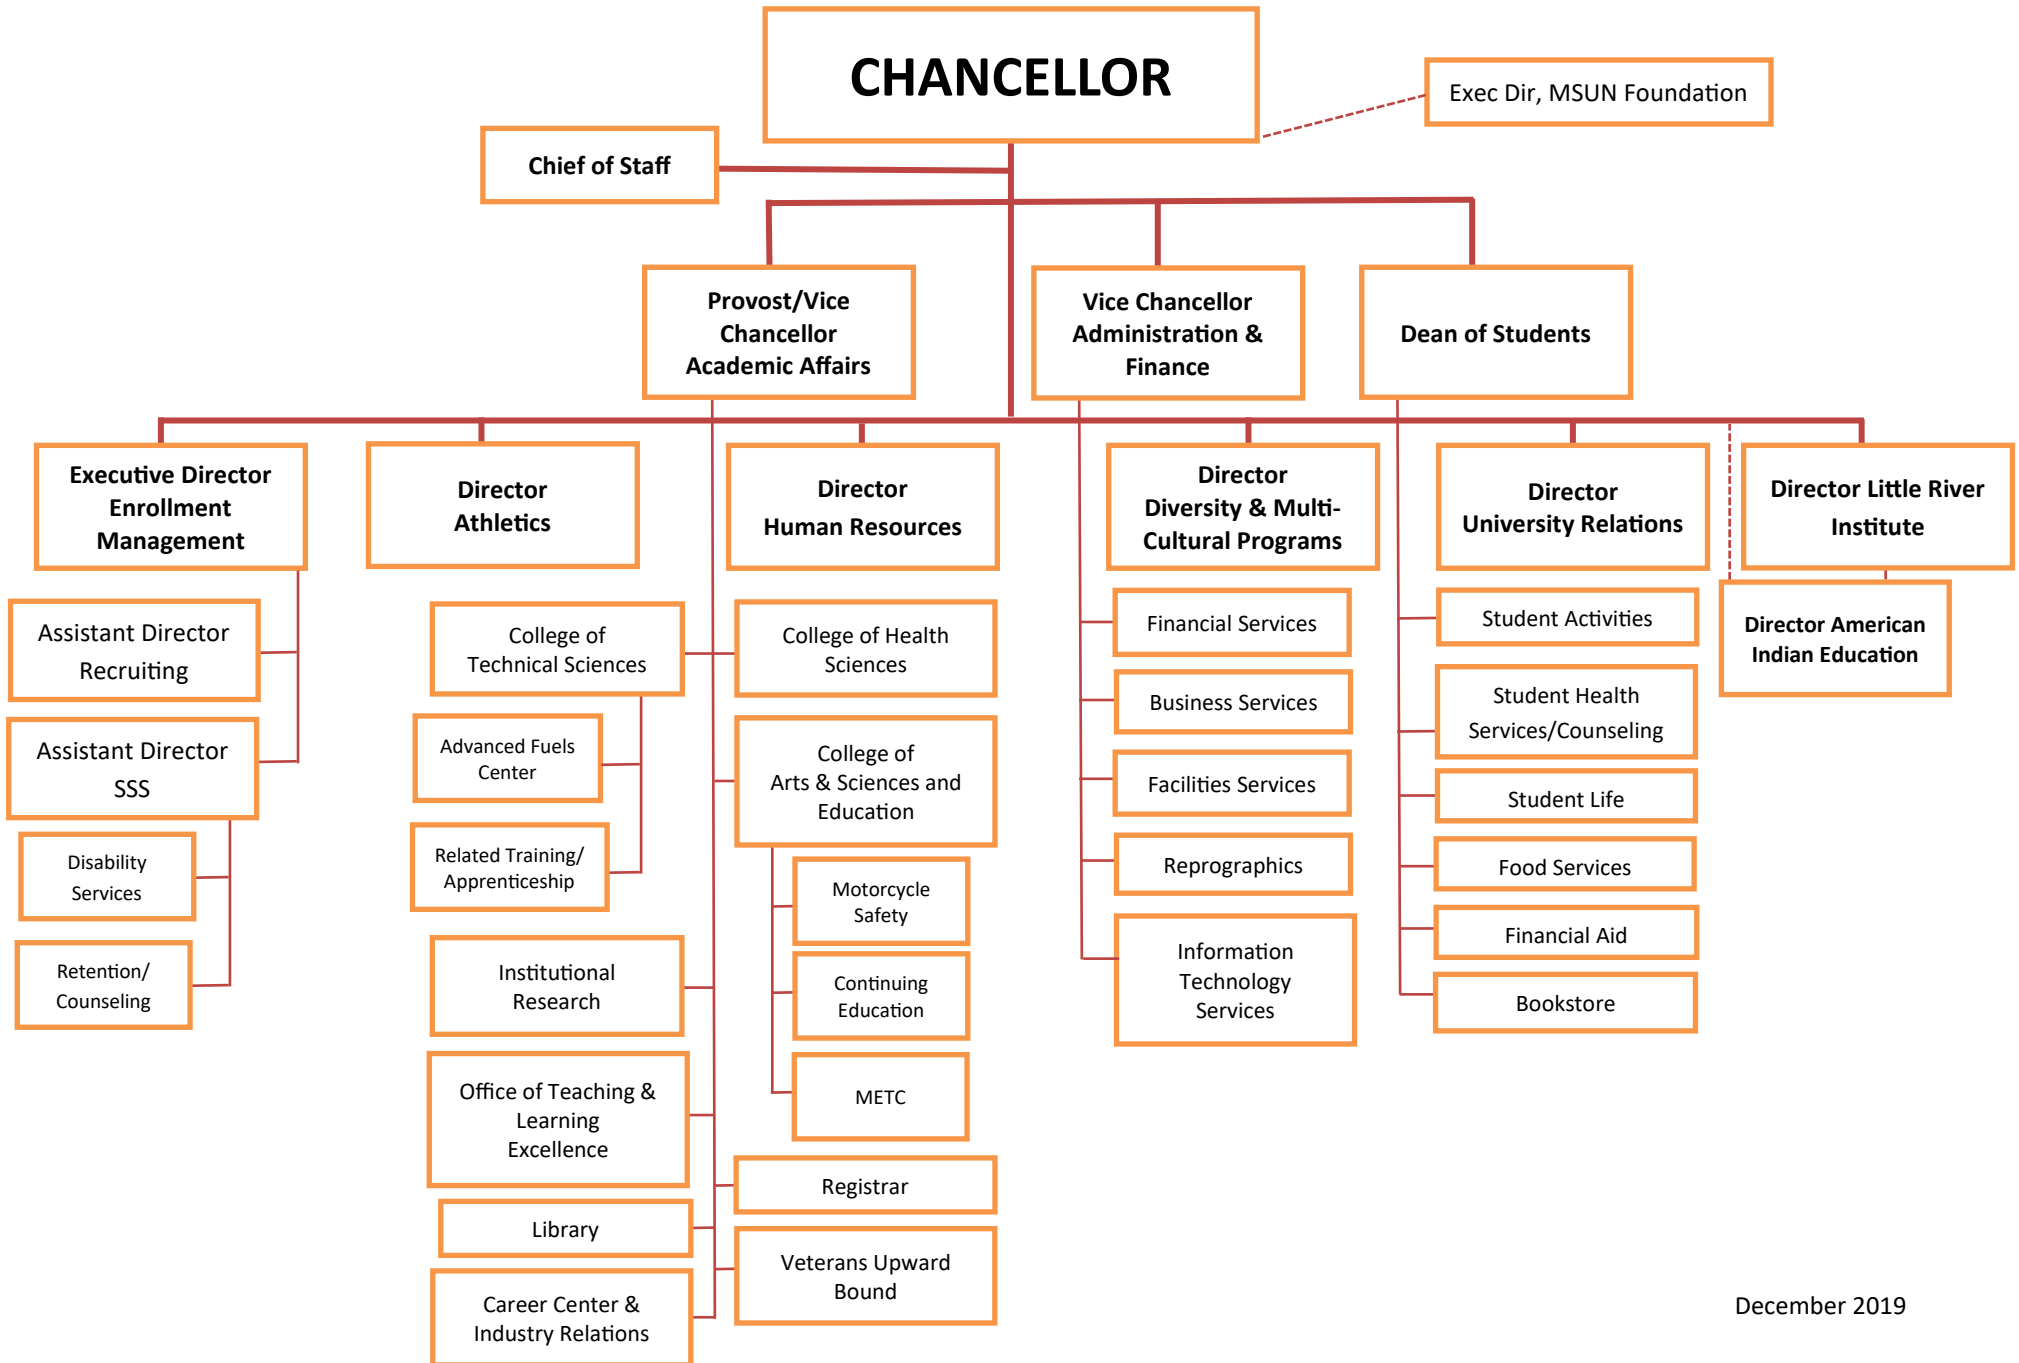 CHANCELLOR
Exec Dir, MSUN Foundation
Chief of Staff
Provost/Vice
Chancellor
Academic Affairs
Vice Chancellor
Administration &
Finance
Dean of Students
Executive Director
Enrollment
Management
Director
Athletics
Director
Human Resources
Director
Diversity & Multi-
Cultural Programs
Director
University Relations
Director Little River
Institute
Assistant Director
Recruiting
Assistant Director
SSS
Disability
Services
Retention/
Counseling
College of
Technical Sciences
Advanced Fuels
Center
Related Training/
Apprenticeship
Institutional
Research
Office of Teaching &
Learning
Excellence
Library
Career Center &
Industry Relations
College of Health
Sciences
College of
Arts & Sciences and
Education
Motorcycle
Safety
Continuing
Education
METC
Registrar
Veterans Upward
Bound
Financial Services
Business Services
Facilities Services
Reprographics
Information
Technology
Services
Student Activities
Student Health
Services/Counseling
Student Life
Food Services
Financial Aid
Bookstore
Director American
Indian Education
December 2019